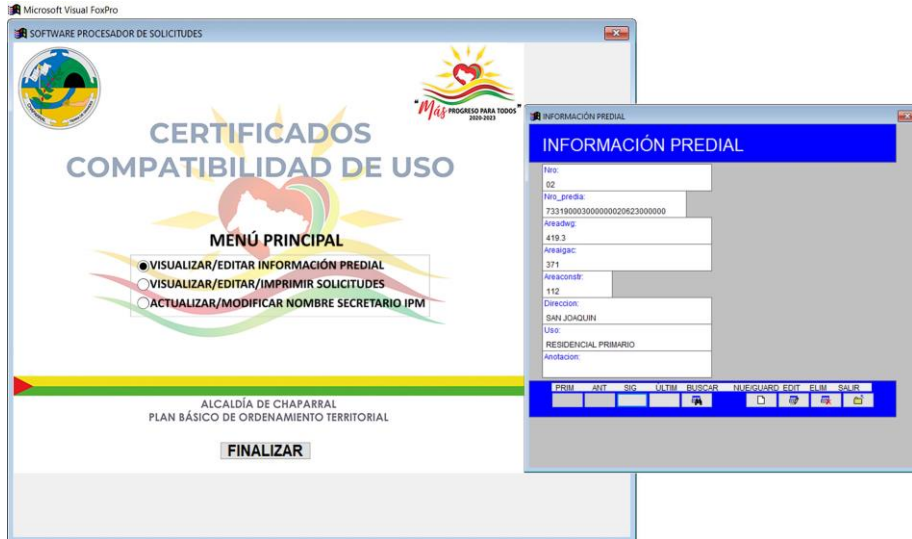 Microsoft Visual FoxPro
SOFTWARE PROCESADOR DE SOLICITUDES
"Más PROGRESO PARA TODOS"
2020-2023
CERTIFICADOS
COMPATIBILIDAD DE USO
MENÚ PRINCIPAL
VISUALIZAR/EDITAR INFORMACIÓN PREDIAL
VISUALIZAR/EDITAR/IMPRIMIR SOLICITUDES
ACTUALIZAR/MODIFICAR NOMBRE SECRETARIO IPM
ALCALDÍA DE CHAPARRAL
PLAN BÁSICO DE ORDENAMIENTO TERRITORIAL
FINALIZAR
INFORMACIÓN PREDIAL
INFORMACIÓN PREDIAL
Nro:
02
Nro_predia:
Areadwg:
419.3
Areaigac:
371
Areaconstr:
112
Direccion:
SAN JOAQUIN
Uso:
RESIDENCIAL PRIMARIO
Anotacion:
PRIM ANT SIG ÚLTIM BUSCAR NUE/GUARD EDIT ELIM SALIR